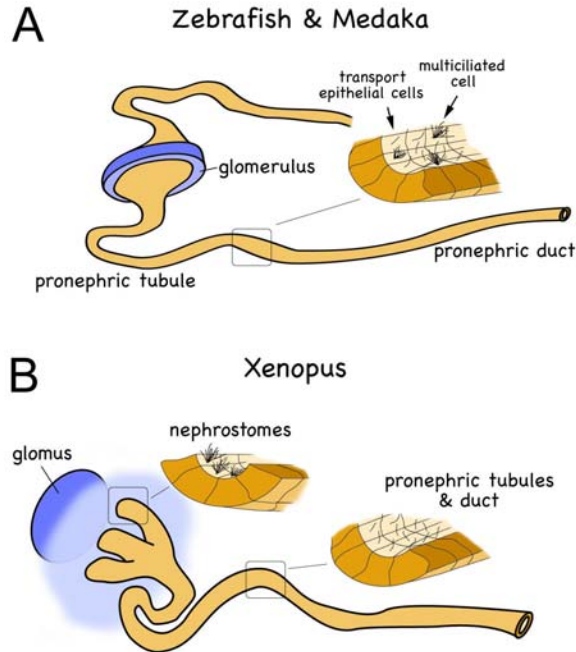 A
Zebrafish & Medaka
multiciliated
cell
transport
epithelial cells
glomerulus
pronephric duct
pronephric tubule
B
Xenopus
nephrostomes
glomus
pronephric tubules
& duct